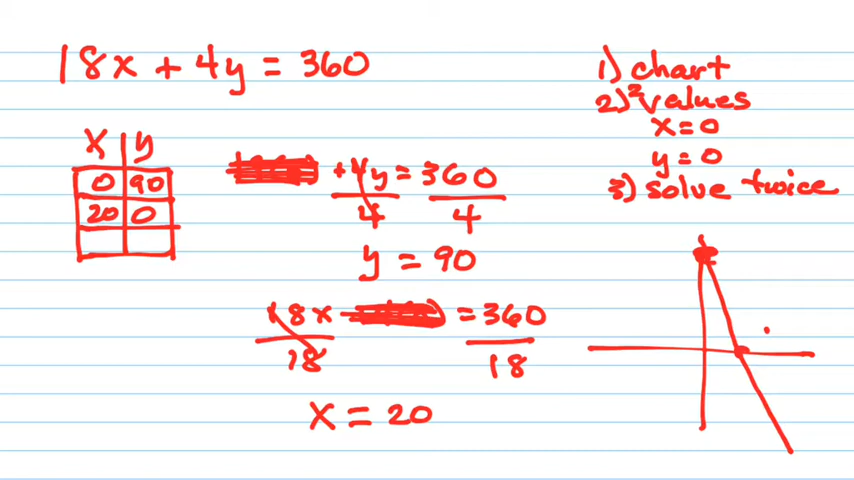 18x + 4y = 360
x y
0 90
20 0
+4y = 360
4 4
y = 90
18x = 360
18 18
x = 20
1) chart
2) 2 values
x = 0
y = 0
3) solve twice